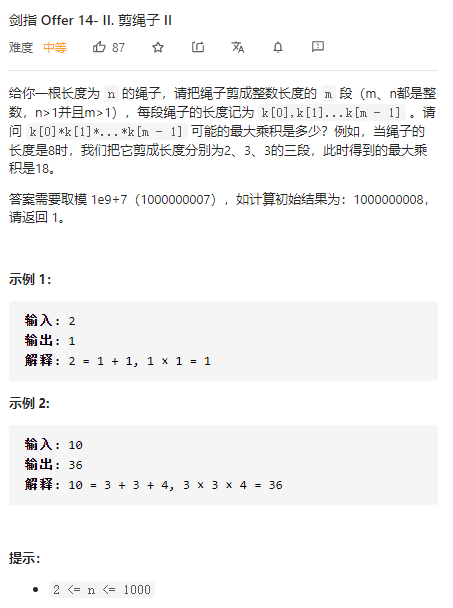 剑指 Offer 14- II. 剪绳子 II
难度 中等 87
给你一根长度为 n 的绳子，请把绳子剪成整数长度的 m 段（m、n都是整
数，n>1并且m>1），每段绳子的长度记为 k[0],k[1]...k[m - 1] 。请
问 k[0]*k[1]*...*k[m - 1] 可能的最大乘积是多少？例如，当绳子的
长度是8时，我们把它剪成长度分别为2、3、3的三段，此时得到的最大乘
积是18。
答案需要取模 1e9+7（1000000007），如计算初始结果为：1000000008，
请返回 1。
示例 1：
输入: 2
输出: 1
解释: 2 = 1 + 1, 1 × 1 = 1
示例 2:
输入: 10
输出: 36
解释: 10 = 3 + 3 + 4, 3 × 3 × 4 = 36
提示：
• 2 <= n <= 1000